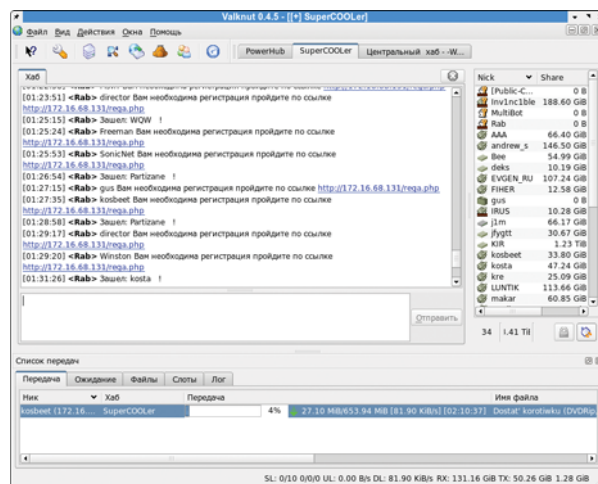 Valknut 0.4.5 - [[+] SuperCOOLer]
Файл Вид Действия Окна Помощь
PowerHub SuperCOOLer Центральный хаб --W...
Хаб
[01:23:51] <Rab> director Вам необходима регистрация пройдите по ссылке
http://172.16.68.131/rega.php
[01:25:15] <Rab> Зашел: WQW !
[01:25:24] <Rab> Freeman Вам необходима регистрация пройдите по ссылке
http://172.16.68.131/rega.php
[01:25:53] <Rab> SonicNet Вам необходима регистрация пройдите по ссылке
http://172.16.68.131/rega.php
[01:26:54] <Rab> Зашел: Partizane !
[01:27:15] <Rab> gus Вам необходима регистрация пройдите по ссылке http://172.16.68.131/rega.php
[01:27:35] <Rab> kosbeet Вам необходима регистрация пройдите по ссылке
http://172.16.68.131/rega.php
[01:28:58] <Rab> Зашел: Partizane !
[01:29:17] <Rab> director Вам необходима регистрация пройдите по ссылке
http://172.16.68.131/rega.php
[01:29:20] <Rab> Winston Вам необходима регистрация пройдите по ссылке
http://172.16.68.131/rega.php
[01:31:26] <Rab> Зашел: kosta !
Отправить
Nick Share
[Public-C... 0 B
Inv1nc1ble 188.60 GiB
MultiBot 0 B
Rab 0 B
AAA 66.40 GiB
andrew_s 146.50 GiB
Bee 54.99 GiB
deks 10.19 GiB
EVGEN_RU 107.24 GiB
FIHER 12.58 GiB
gus 0 B
IRUS 10.28 GiB
j1m 66.17 GiB
jfygtt 30.67 GiB
KIR 1.23 TiB
kosbeet 33.80 GiB
kosta 47.24 GiB
kre 25.09 GiB
LUNTIK 113.66 GiB
makar 60.85 GiB
34 1.41 TiI
Список передач
Передача Ожидание Файлы Слоты Лог
Ник Хаб Передача Имя файла
kosbeet (172.16.... SuperCOOLer 4% 27.10 MiB/653.94 MiB [81.90 KiB/s] [02:10:37] Dostat' korotiwku (DVDRip.
SL: 0/10 0/0/0 UL: 0.00 B/s DL: 81.90 KiB/s RX: 131.16 GiB TX: 50.26 GiB 1.28 GiB